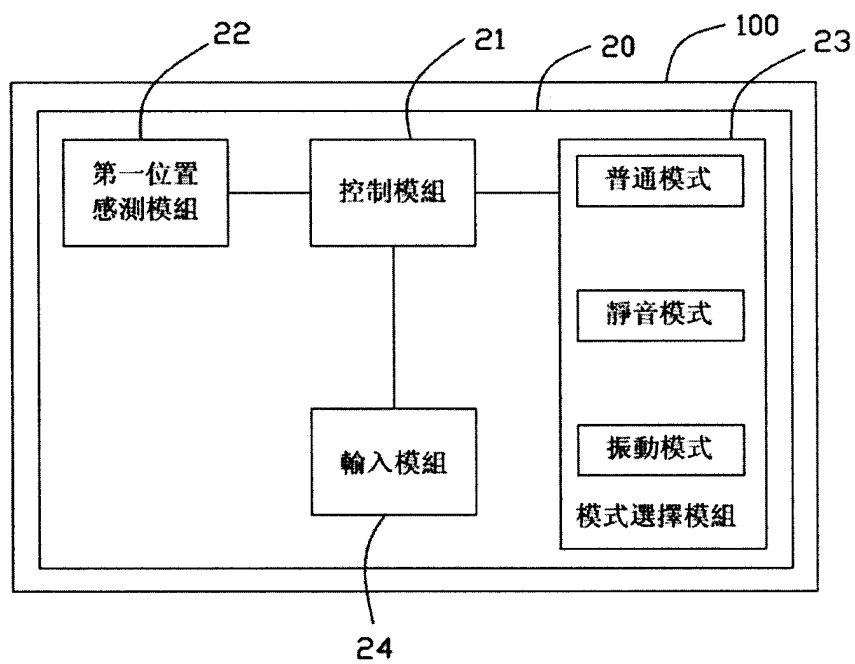 22
21
20
100
23
第一位置
感測模組
控制模組
普通模式
靜音模式
輸入模組
振動模式
模式選擇模組
24